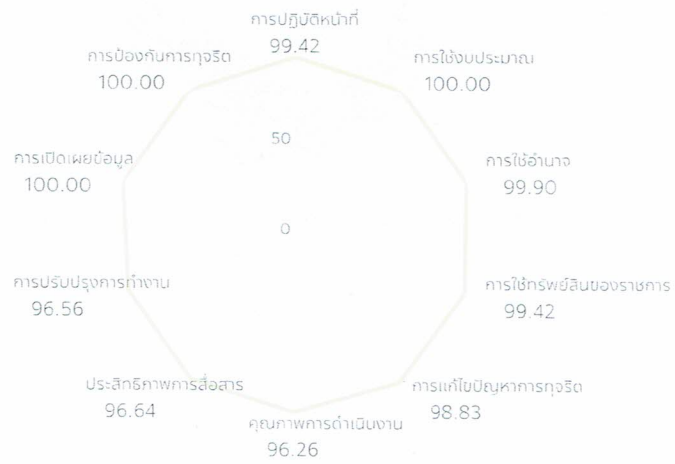 การปฏิบัติหน้าที่
99.42
การใช้งบประมาณ
100.00
การใช้อำนาจ
99.90
การใช้ทรัพย์สินของราชการ
99.42
การแก้ไขปัญหาการทุจริต
98.83
คุณภาพการดำเนินงาน
96.26
ประสิทธิภาพการสื่อสาร
96.64
การปรับปรุงการทำงาน
96.56
การเปิดเผยข้อมูล
100.00
การป้องกันการทุจริต
100.00
50
0